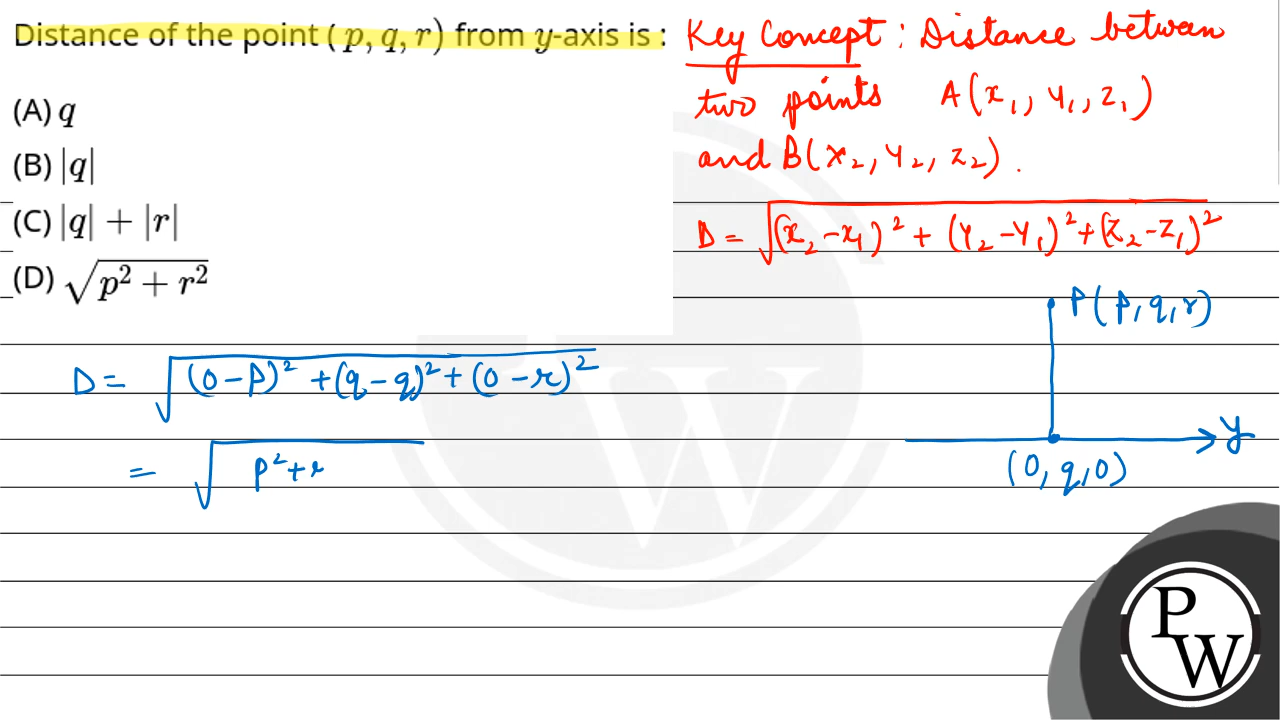 Distance of the point ( p, q, r) from y-axis is :
(A) q
(B) |q|
(C) |q| + |r|
(D) √(p² + r²)
Key Concept : Distance between
two points A(x₁, y₁, z₁)
and B(x₂, y₂, z₂).
D = √((x₂-x₁)² + (y₂-y₁)² + (z₂-z₁)²)
P(p, q, r)
y
(0, q, 0)
D = √((0-p)² + (q-q)² + (0-r)²)
= √(p²+r
P
W